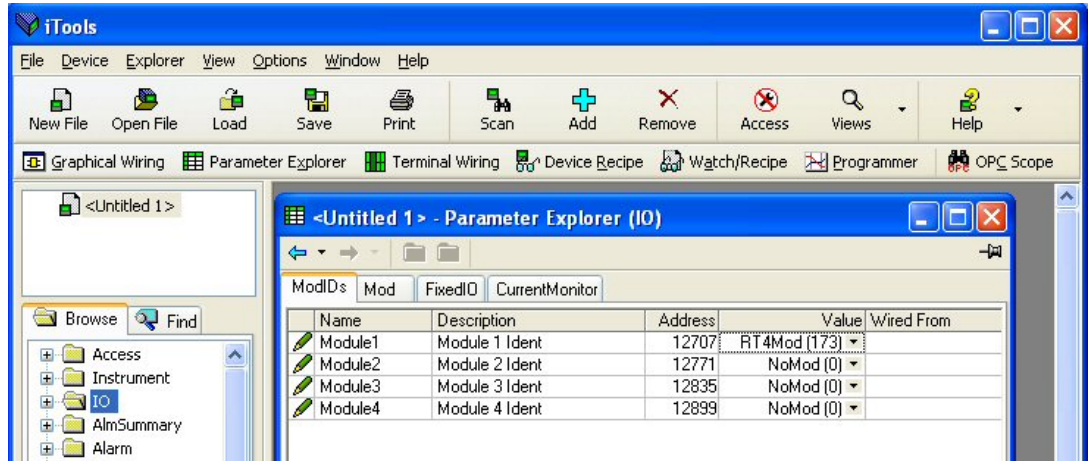 iTools
File Device Explorer View Options Window Help
New File Open File Load Save Print Scan Add Remove Access Views Help
Graphical Wiring Parameter Explorer Terminal Wiring Device Recipe Watch/Recipe Programmer OPC Scope
<Untitled 1>
Browse Find
Access
Instrument
IO
AlmSummary
Alarm
<Untitled 1> - Parameter Explorer (IO)
ModIDs Mod FixedIO CurrentMonitor
Name Description Address Value Wired From
Module1 Module 1 Ident 12707 RT4Mod (173)
Module2 Module 2 Ident 12771 NoMod (0)
Module3 Module 3 Ident 12835 NoMod (0)
Module4 Module 4 Ident 12899 NoMod (0)